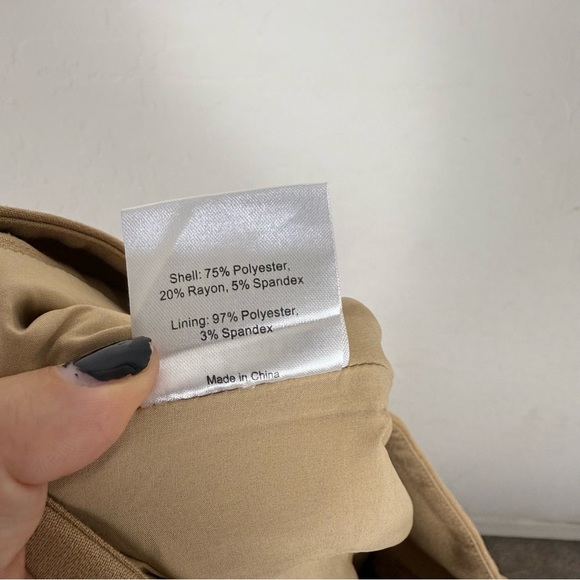 Shell: 75% Polyester,
20% Rayon, 5% Spandex
Lining: 97% Polyester,
3% Spandex
Made in China